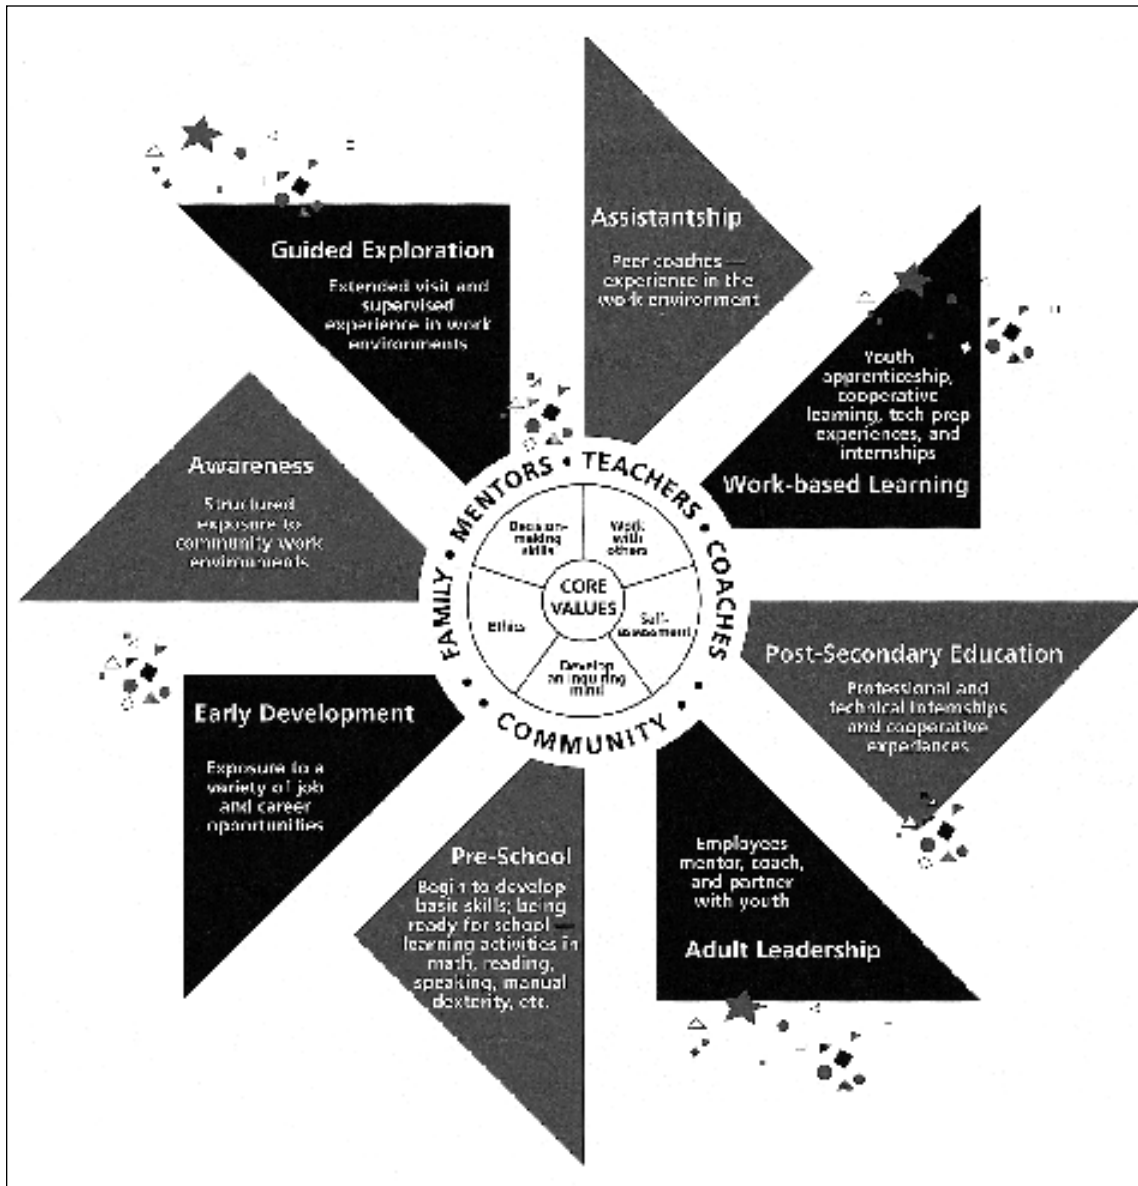 Assistantship
Peer coaches —
experience in the
work environment
Guided Exploration
Extended visit and
supervised
experience in work
environments
Youth
apprenticeship,
cooperative
learning, tech prep
experiences, and
internships
Work-based Learning
Awareness
Structured
exposure to
community work
environments
FAMILY • MENTORS • TEACHERS • COACHES • COMMUNITY •
Decision-
making
skills
Work
with
others
CORE
VALUES
Ethics
Self-
assessment
Develop
an inquiring
mind
Post-Secondary Education
Professional and
technical internships
and cooperative
experiences
Early Development
Exposure to a
variety of job
and career
opportunities
Pre-School
Begin to develop
basic skills; being
ready for school —
learning activities in
math, reading,
speaking, manual
dexterity, etc.
Employees
mentor, coach,
and partner
with youth
Adult Leadership